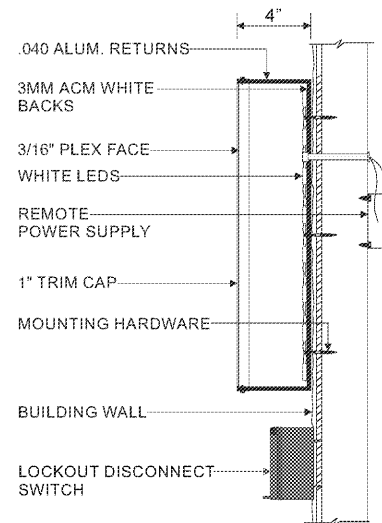 4"
.040 ALUM. RETURNS
3MM ACM WHITE
BACKS
3/16" PLEX FACE
WHITE LEDS
REMOTE
POWER SUPPLY
1" TRIM CAP
MOUNTING HARDWARE
BUILDING WALL
LOCKOUT DISCONNECT
SWITCH